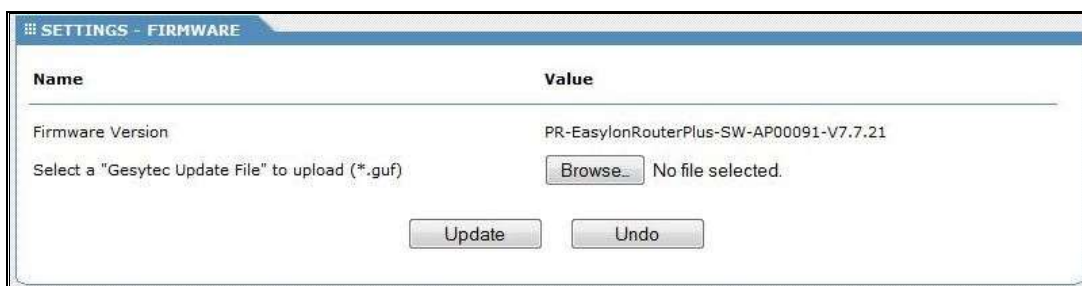 SETTINGS - FIRMWARE
Name Value
Firmware Version PR-EasylonRouterPlus-SW-AP00091-V7.7.21
Select a "Gesytec Update File" to upload (*.guf) Browse_ No file selected.
Update Undo